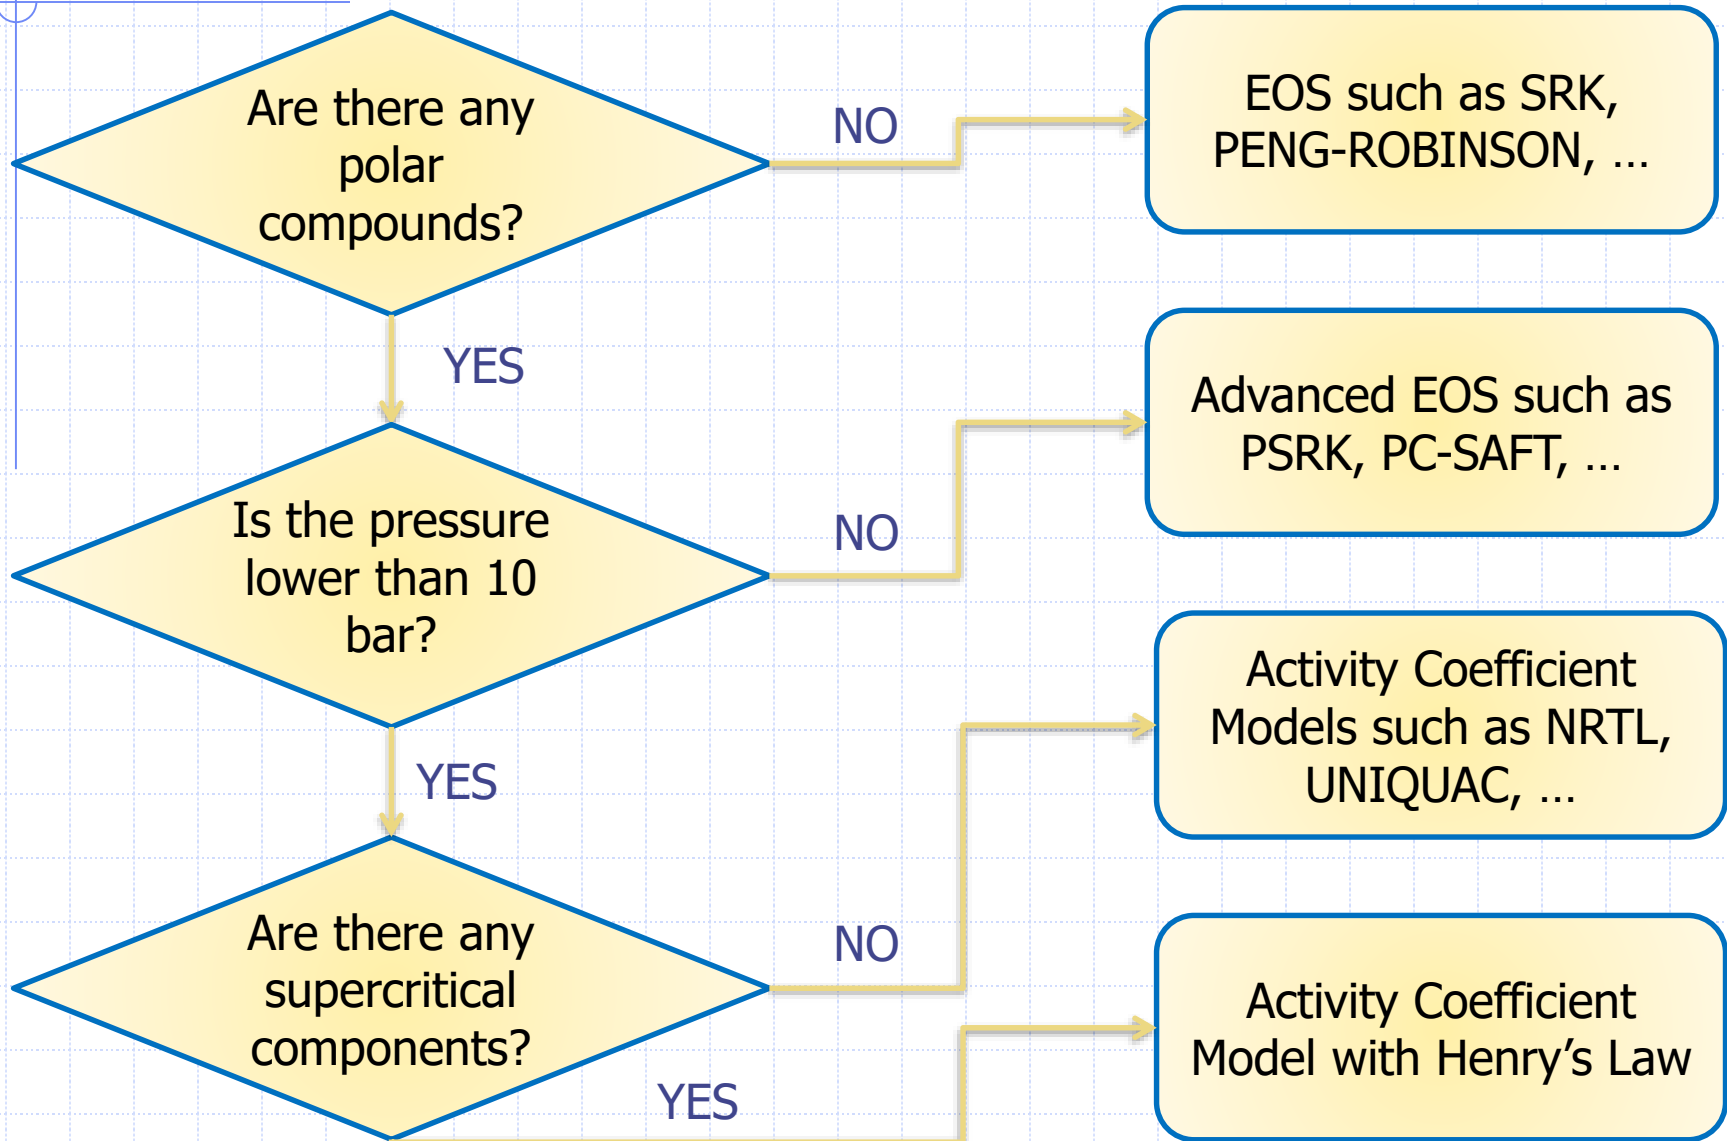 Are there any
polar
compounds?
NO
EOS such as SRK,
PENG-ROBINSON, …
YES
Is the pressure
lower than 10
bar?
NO
Advanced EOS such as
PSRK, PC-SAFT, …
YES
Are there any
supercritical
components?
NO
Activity Coefficient
Models such as NRTL,
UNIQUAC, …
YES
Activity Coefficient
Model with Henry’s Law